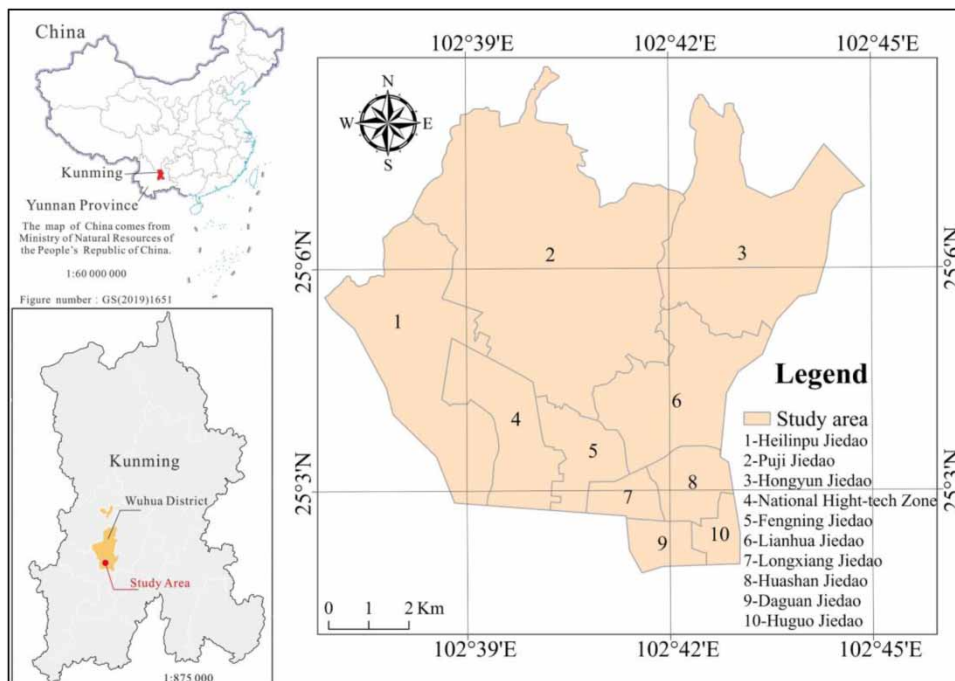 China
Kunming
Yunnan Province
The map of China comes from
Ministry of Natural Resources of
the People's Republic of China.
1:60 000 000
Figure number : GS(2019)1651
Kunming
Wuhua District
Study Area
1:875 000
102°39'E 102°42'E 102°45'E
N
W E
S
25°6'N 25°6'N
25°3'N 25°3'N
1
2
3
4
5
6
7
8
9
10
Legend
Study area
1-Heilinpu Jiedao
2-Puji Jiedao
3-Hongyun Jiedao
4-National Hight-tech Zone
5-Fengning Jiedao
6-Lianhua Jiedao
7-Longxiang Jiedao
8-Huashan Jiedao
9-Daguan Jiedao
10-Huguo Jiedao
0 1 2 Km
102°39'E 102°42'E 102°45'E